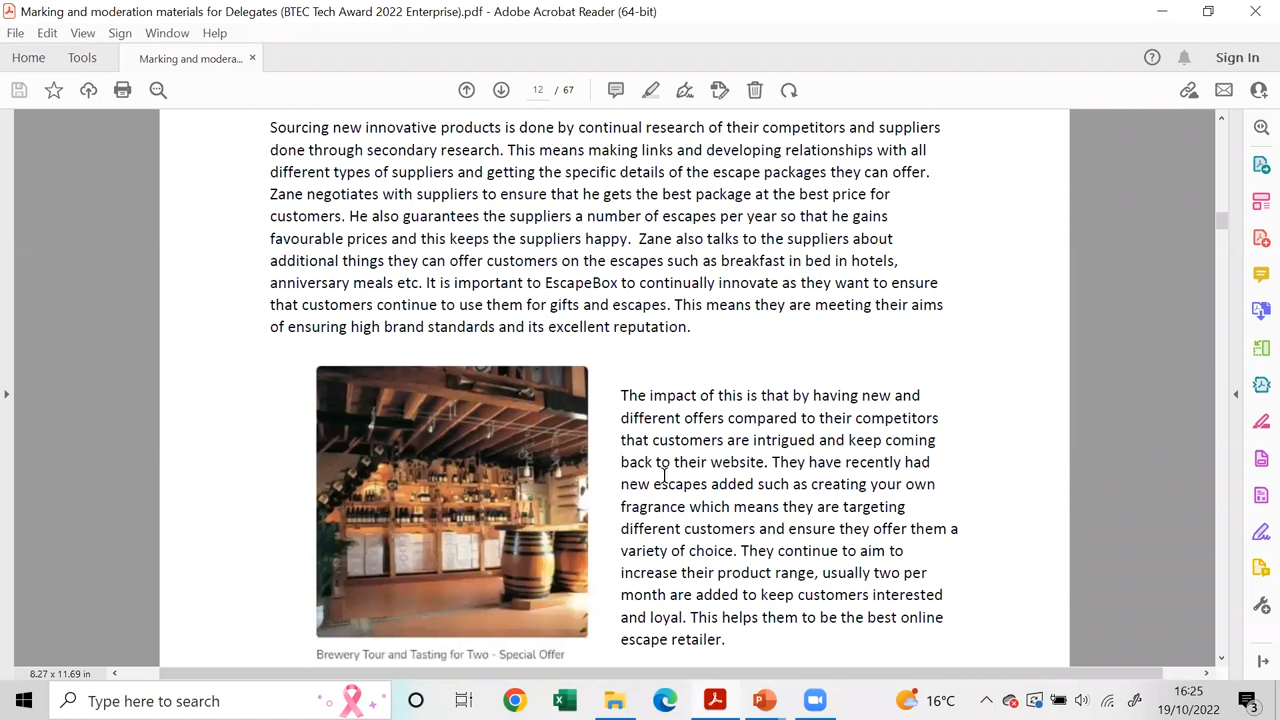 Marking and moderation materials for Delegates (BTEC Tech Award 2022 Enterprise).pdf - Adobe Acrobat Reader (64-bit)
File Edit View Sign Window Help
Home Tools Marking and modera... × Sign In
12 / 67
Sourcing new innovative products is done by continual research of their competitors and suppliers
done through secondary research. This means making links and developing relationships with all
different types of suppliers and getting the specific details of the escape packages they can offer.
Zane negotiates with suppliers to ensure that he gets the best package at the best price for
customers. He also guarantees the suppliers a number of escapes per year so that he gains
favourable prices and this keeps the suppliers happy. Zane also talks to the suppliers about
additional things they can offer customers on the escapes such as breakfast in bed in hotels,
anniversary meals etc. It is important to EscapeBox to continually innovate as they want to ensure
that customers continue to use them for gifts and escapes. This means they are meeting their aims
of ensuring high brand standards and its excellent reputation.
The impact of this is that by having new and
different offers compared to their competitors
that customers are intrigued and keep coming
back to their website. They have recently had
new escapes added such as creating your own
fragrance which means they are targeting
different customers and ensure they offer them a
variety of choice. They continue to aim to
increase their product range, usually two per
month are added to keep customers interested
and loyal. This helps them to be the best online
escape retailer.
Brewery Tour and Tasting for Two - Special Offer
8.27 x 11.69 in
Type here to search
16°C
16:25
19/10/2022
3